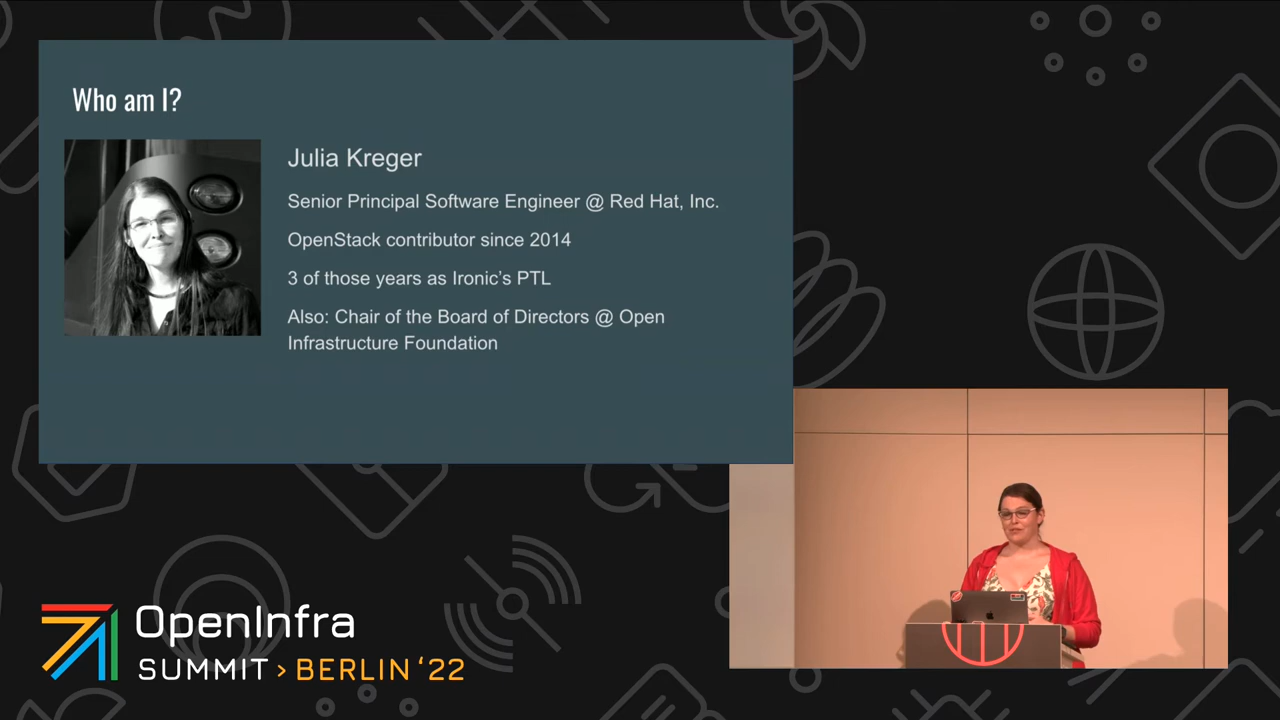 Who am I?
Julia Kreger
Senior Principal Software Engineer @ Red Hat, Inc.
OpenStack contributor since 2014
3 of those years as Ironic’s PTL
Also: Chair of the Board of Directors @ Open
Infrastructure Foundation
OpenInfra
SUMMIT > BERLIN ‘22